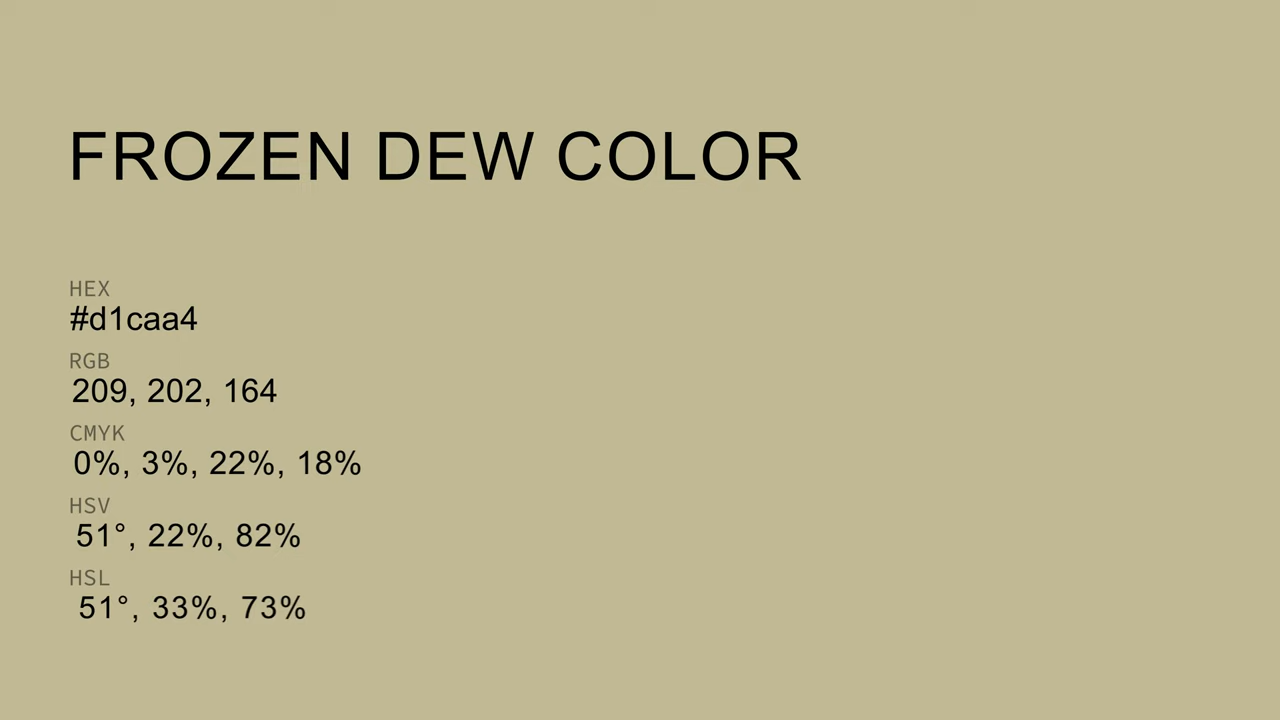 FROZEN DEW COLOR
HEX
#d1caa4
RGB
209, 202, 164
CMYK
0%, 3%, 22%, 18%
HSV
51°, 22%, 82%
HSL
51°, 33%, 73%